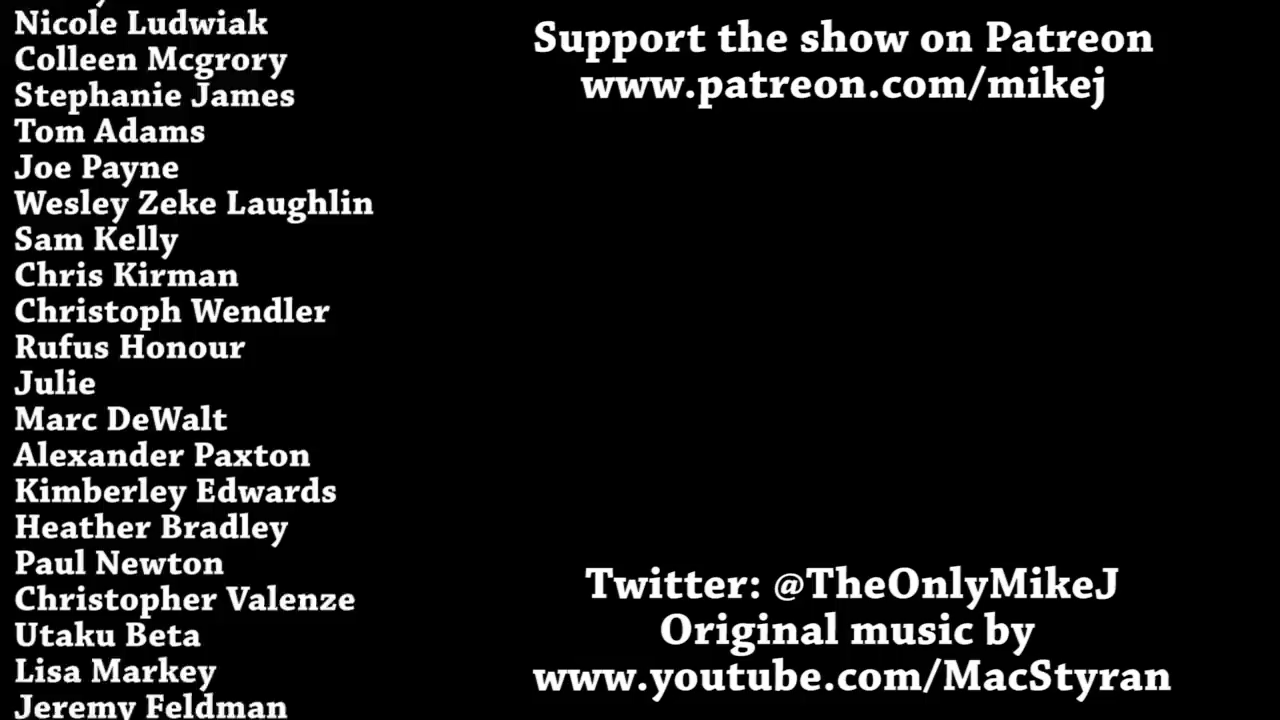 Nicole Ludwiak
Colleen Mcgrory
Stephanie James
Tom Adams
Joe Payne
Wesley Zeke Laughlin
Sam Kelly
Chris Kirman
Christoph Wendler
Rufus Honour
Julie
Marc DeWalt
Alexander Paxton
Kimberley Edwards
Heather Bradley
Paul Newton
Christopher Valenze
Utaku Beta
Lisa Markey
Jeremy Feldman
Support the show on Patreon
www.patreon.com/mikej
Twitter: @TheOnlyMikeJ
Original music by
www.youtube.com/MacStyran